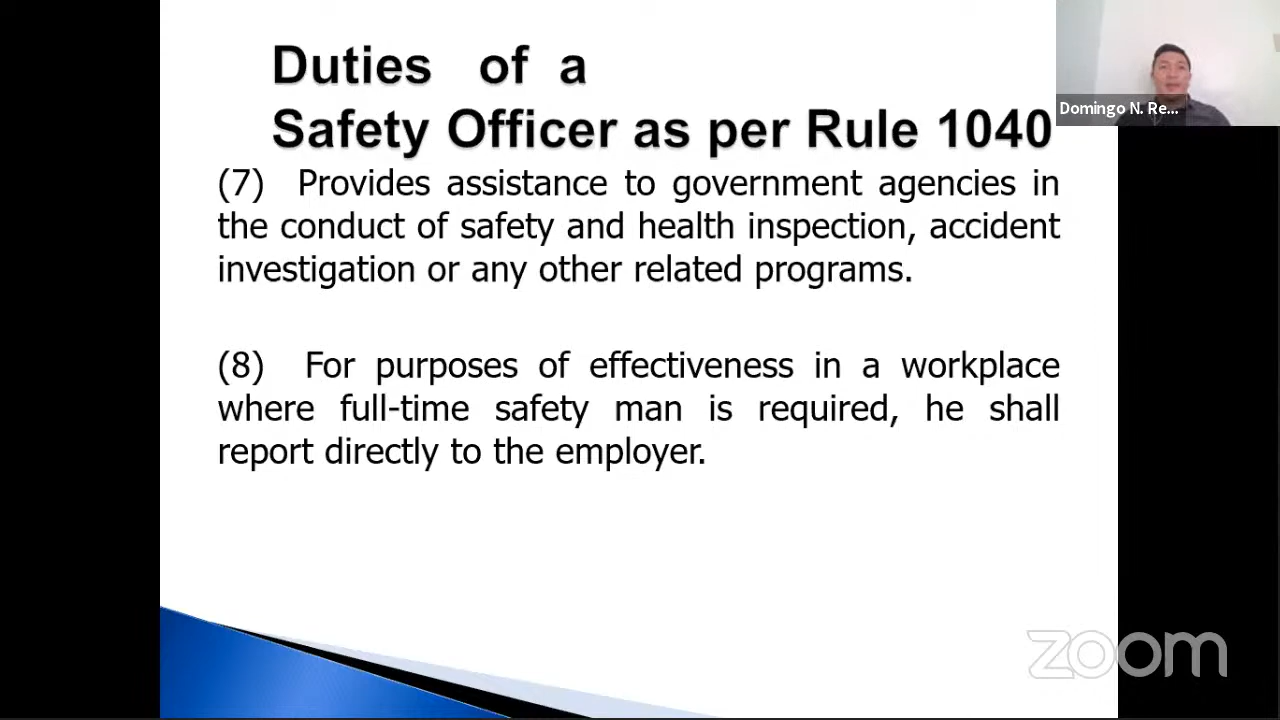 Duties of a
Safety Officer as per Rule 1040
Domingo N. Re...
(7) Provides assistance to government agencies in
the conduct of safety and health inspection, accident
investigation or any other related programs.
(8) For purposes of effectiveness in a workplace
where full-time safety man is required, he shall
report directly to the employer.
zoom